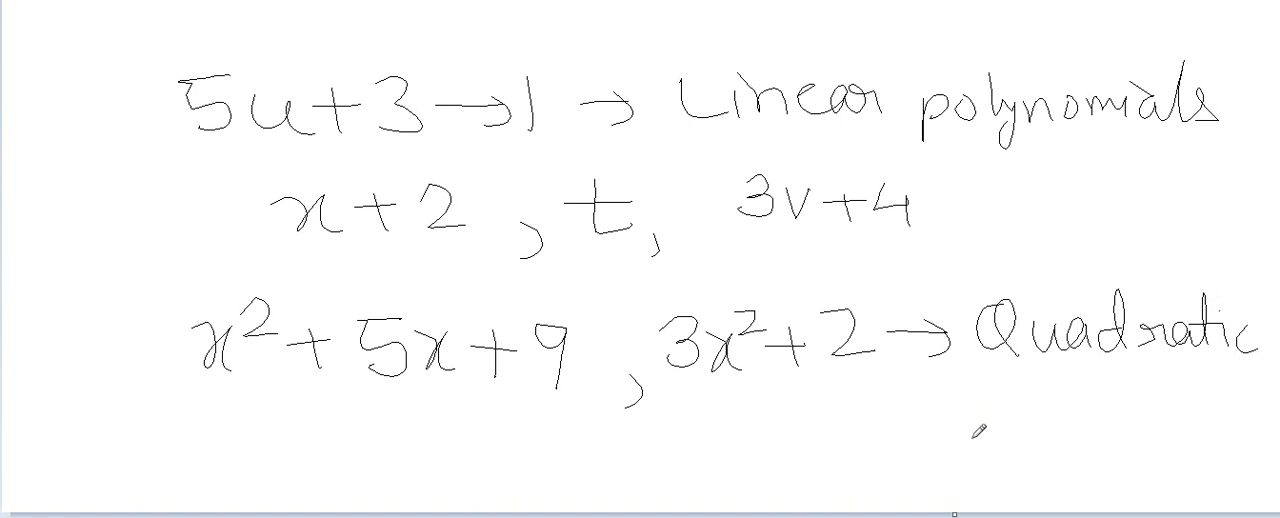 5u+3→1 → Linear polynomials
x+2, t, 3v+4
x²+5x+9, 3x²+2→ Quadratic